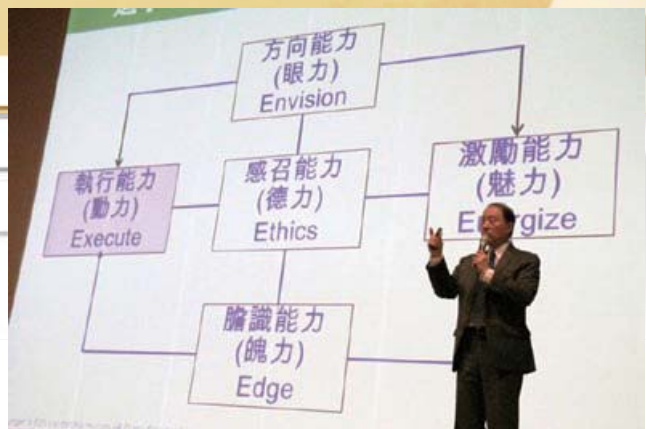 方向能力
(眼力)
Envision
執行能力
(動力)
Execute
感召能力
(德力)
Ethics
激勵能力
(魅力)
膽識能力
(魄力)
Edge